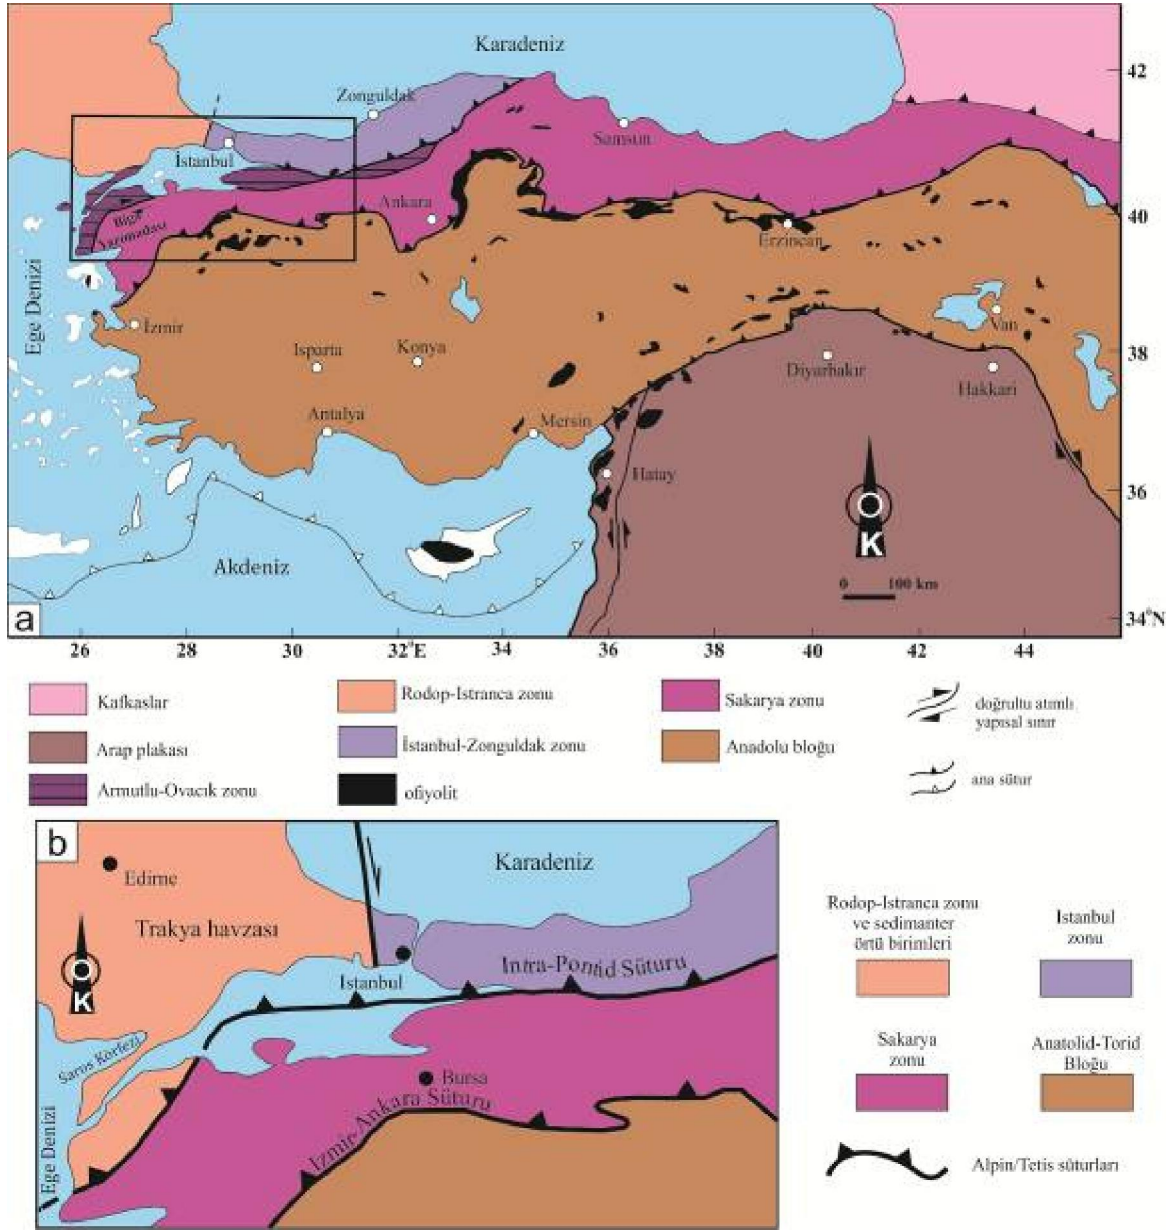 Karadeniz
42
Zonguldak
Samsun
İstanbul
Ankara
40
Biga
Yarımadası
Erzincan
Ege Denizi
İzmir
Van
Isparta
Konya
38
Diyarbakır
Hakkari
Antalya
Mersin
Hatay
36
K
Akdeniz
0 100 km
a
34°N
26 28 30 32°E 34 36 38 40 42 44
Kafkaslar
Rodop-Istranca zonu
Sakarya zonu
doğrultu atımlı
yapısal sınır
Arap plakası
İstanbul-Zonguldak zonu
Anadolu bloğu
Armutlu-Ovacık zonu
ofiyolit
ana sütur
b
Edirne
Karadeniz
Trakya havzası
K
İntra-Pontid Süturu
İstanbul
Saros Körfezi
Bursa
İzmir-Ankara Süturu
Ege Denizi
Rodop-Istranca zonu
ve sedimanter
örtü birimleri
İstanbul
zonu
Sakarya
zonu
Anatolid-Torid
Bloğu
Alpin/Tetis süturları